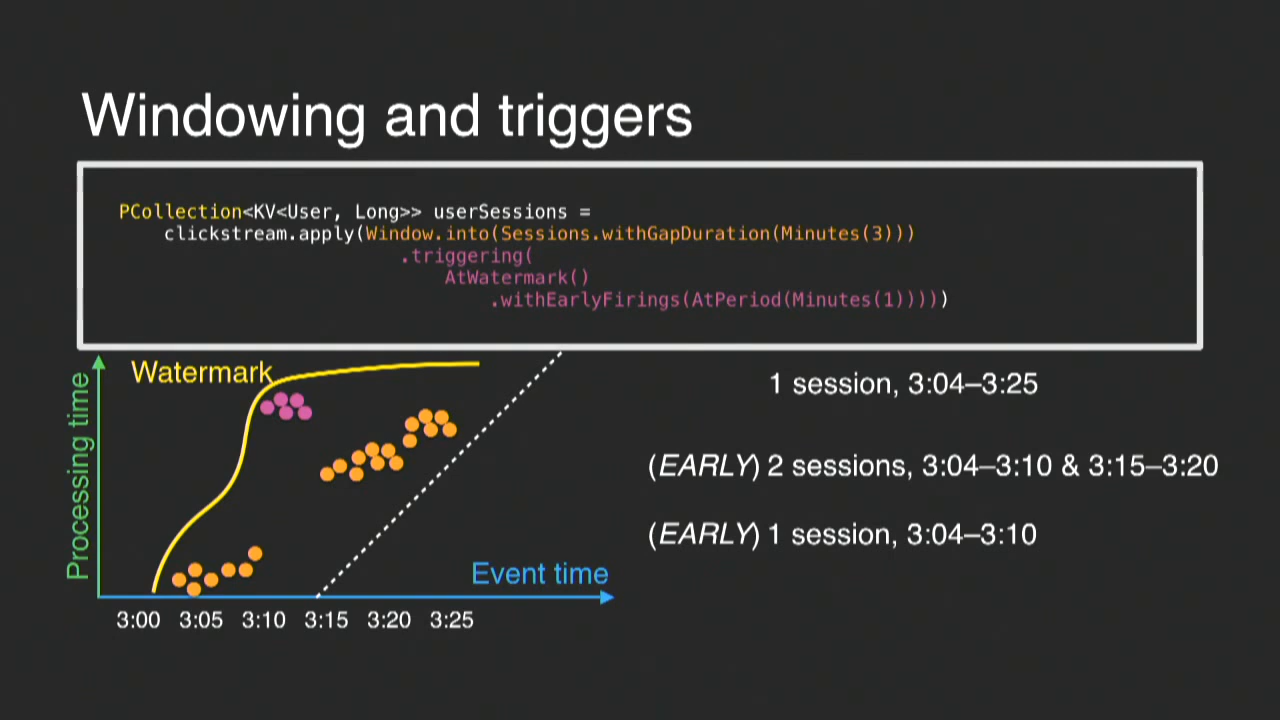 Windowing and triggers
PCollection<KV<User, Long>> userSessions =
clickstream.apply(Window.into(Sessions.withGapDuration(Minutes(3)))
.triggering(
AtWatermark()
.withEarlyFirings(AtPeriod(Minutes(1)))))
Watermark
Processing time
1 session, 3:04–3:25
(EARLY) 2 sessions, 3:04–3:10 & 3:15–3:20
(EARLY) 1 session, 3:04–3:10
Event time
3:00 3:05 3:10 3:15 3:20 3:25